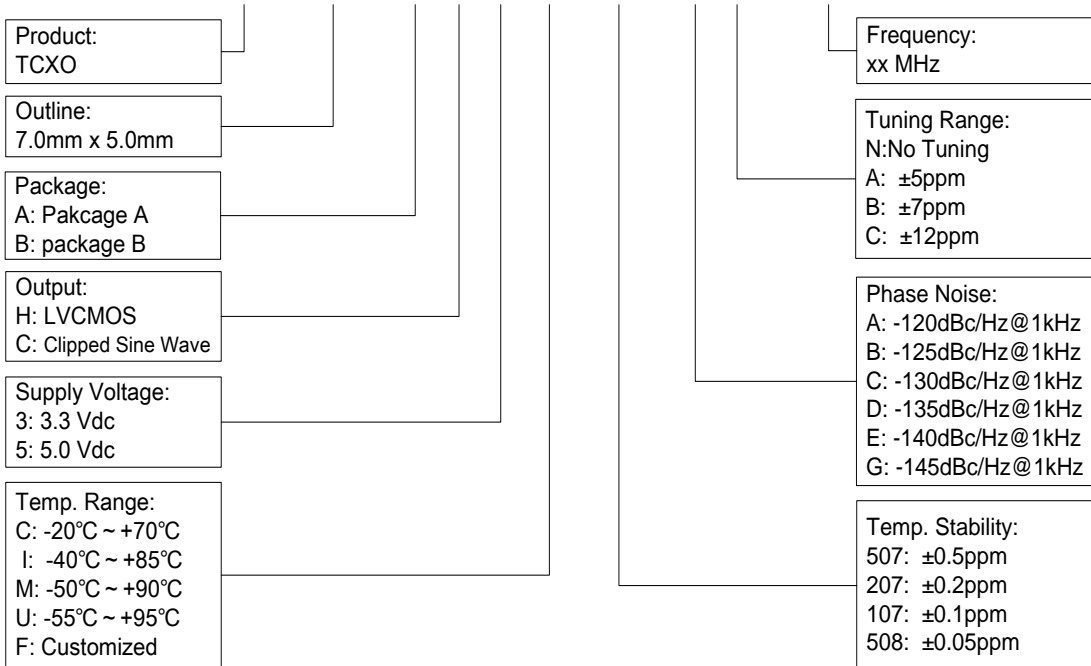 Product:
TCXO
Outline:
7.0mm x 5.0mm
Package:
A: Pakcage A
B: package B
Output:
H: LVCMOS
C: Clipped Sine Wave
Supply Voltage:
3: 3.3 Vdc
5: 5.0 Vdc
Temp. Range:
C: -20℃ ~ +70℃
I: -40℃ ~ +85℃
M: -50℃ ~ +90℃
U: -55℃ ~ +95℃
F: Customized
Frequency:
xx MHz
Tuning Range:
N:No Tuning
A: ±5ppm
B: ±7ppm
C: ±12ppm
Phase Noise:
A: -120dBc/Hz@1kHz
B: -125dBc/Hz@1kHz
C: -130dBc/Hz@1kHz
D: -135dBc/Hz@1kHz
E: -140dBc/Hz@1kHz
G: -145dBc/Hz@1kHz
Temp. Stability:
507: ±0.5ppm
207: ±0.2ppm
107: ±0.1ppm
508: ±0.05ppm